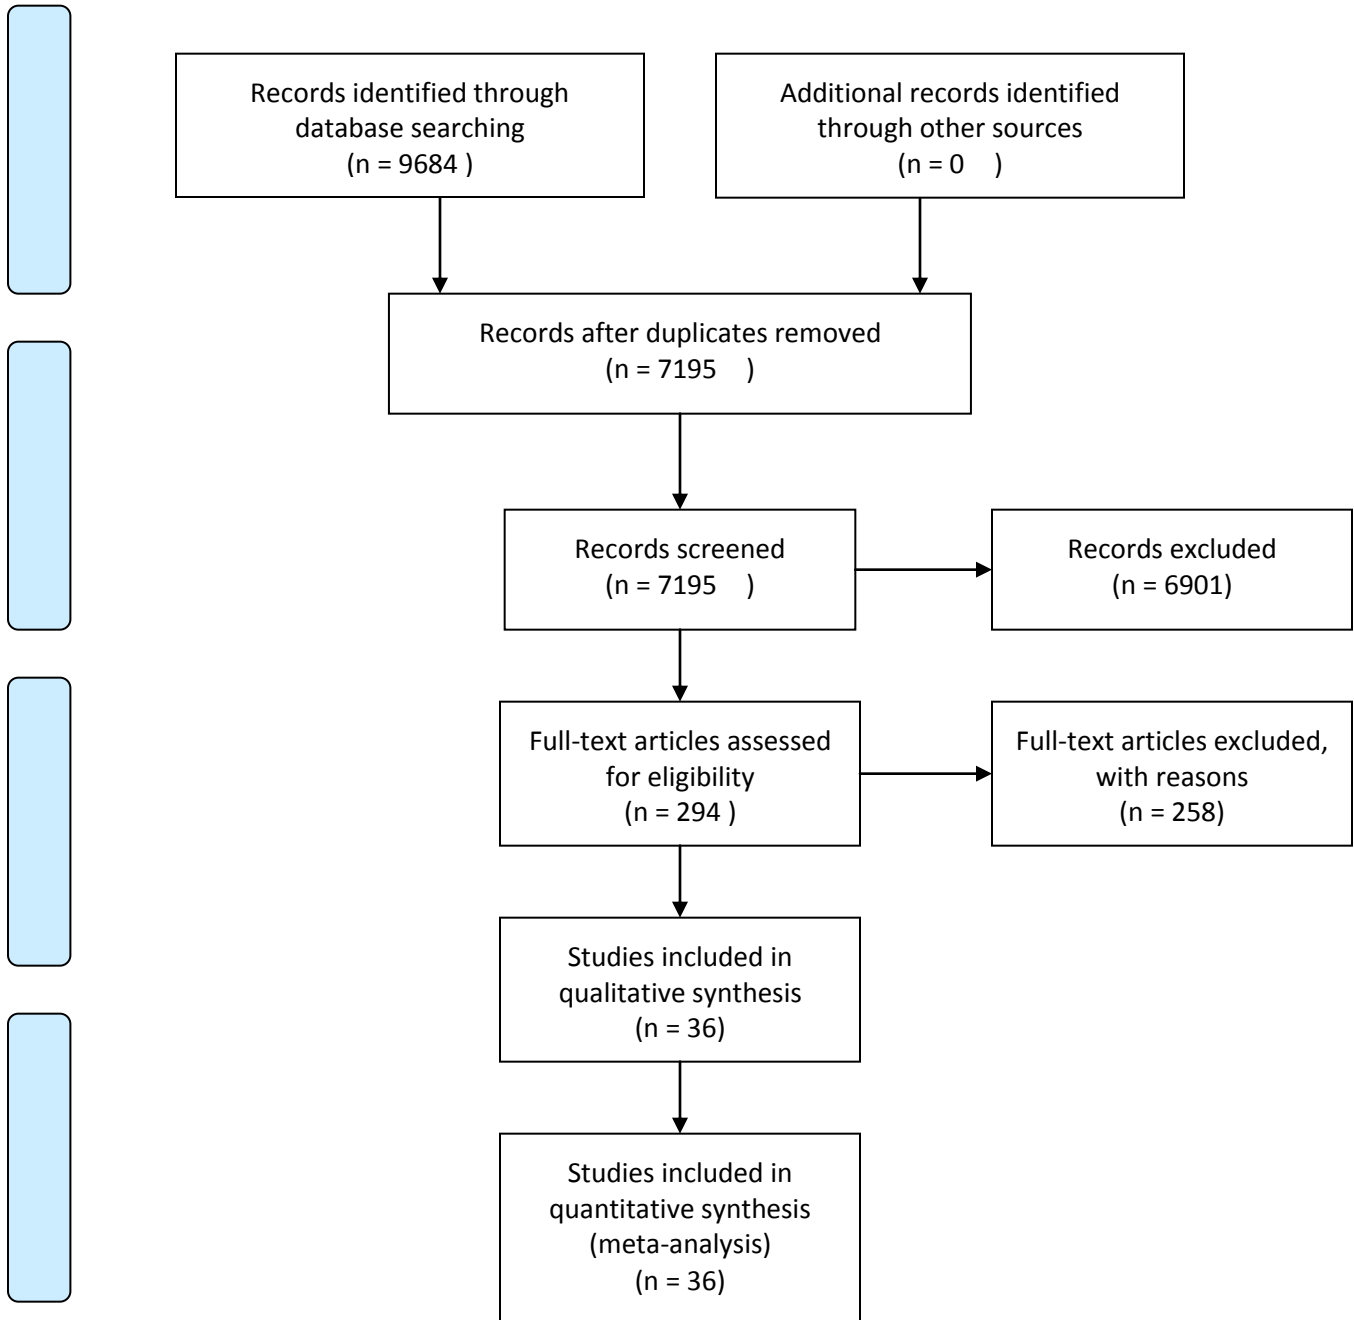 Records identified through
database searching
(n = 9684 )
Additional records identified
through other sources
(n = 0    )
Records after duplicates removed
(n = 7195    )
Records screened
(n = 7195    )
Records excluded
(n = 6901)
Full-text articles assessed
for eligibility
(n = 294 )
Full-text articles excluded,
with reasons
(n = 258)
Studies included in
qualitative synthesis
(n = 36)
Studies included in
quantitative synthesis
(meta-analysis)
(n = 36)